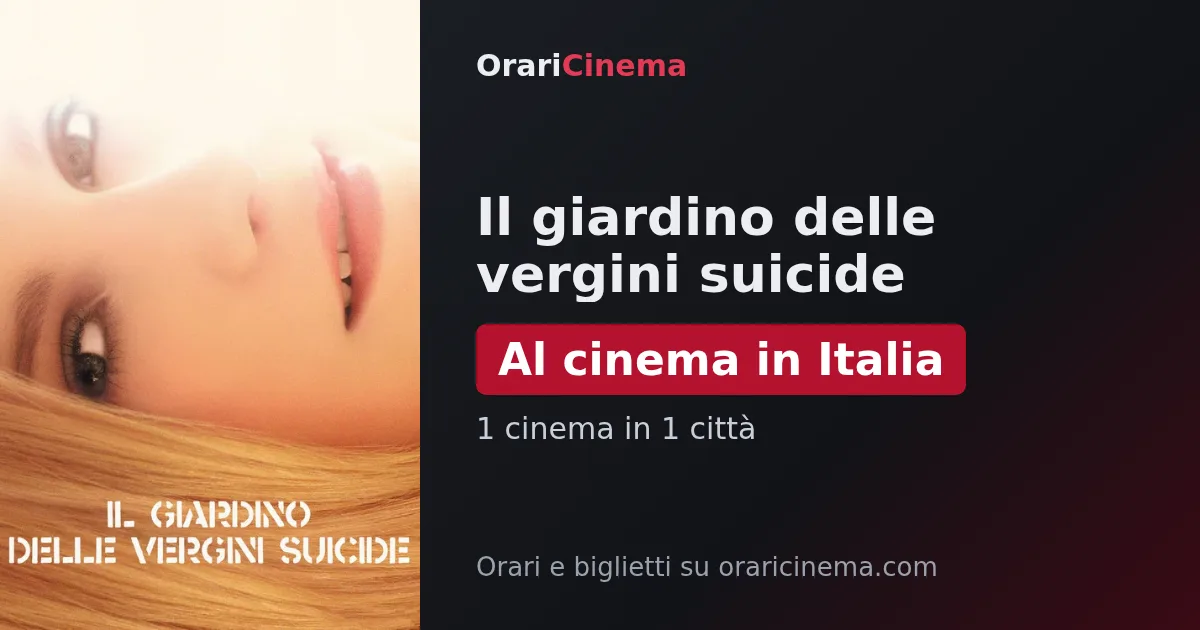 OrariCinema
Il giardino delle
vergini suicide
Al cinema in Italia
1 cinema in 1 città
Orari e biglietti su oraricinema.com
IL GIARDINO
DELLE VERGINI SUICIDE